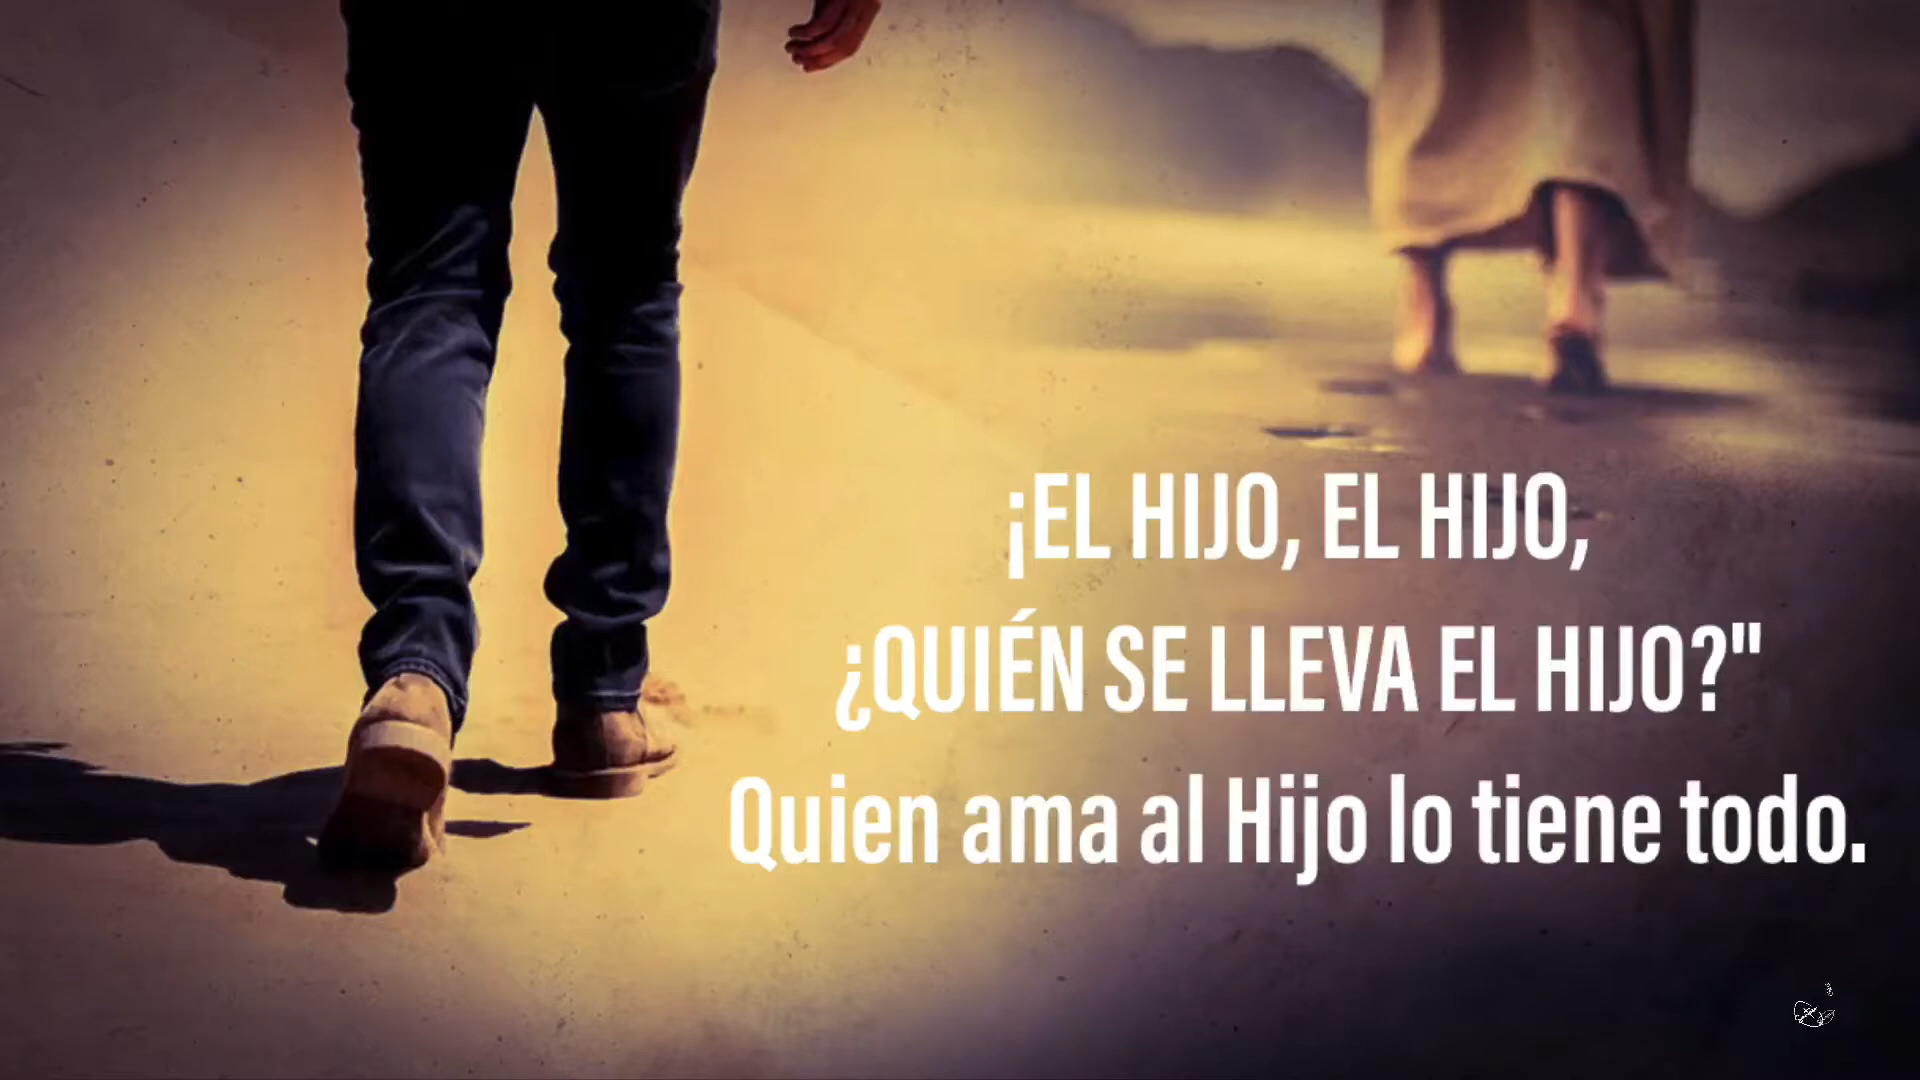 ¡EL HIJO, EL HIJO,
¿QUIÉN SE LLEVA EL HIJO?"
Quien ama al Hijo lo tiene todo.